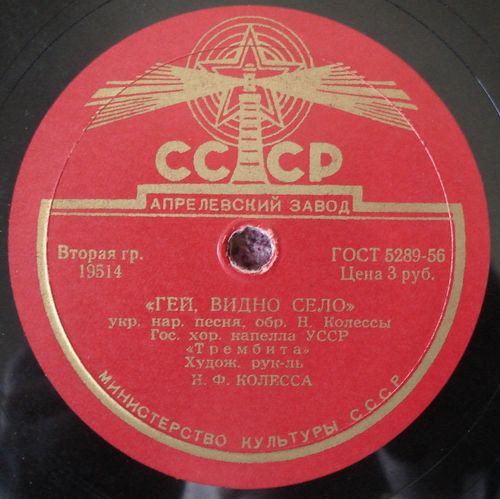 СССР
АПРЕЛЕВСКИЙ ЗАВОД
Вторая гр.
19514
ГОСТ 5289-56
Цена 3 руб.
«ГЕЙ, ВИДНО СЕЛО»
укр. нар. песня, обр. Н. Колессы
Гос. хор. капелла УССР
«Трембита»
Худож. рук-ль
Н. Ф. КОЛЕССА
МИНИСТЕРСТВО КУЛЬТУРЫ СССР